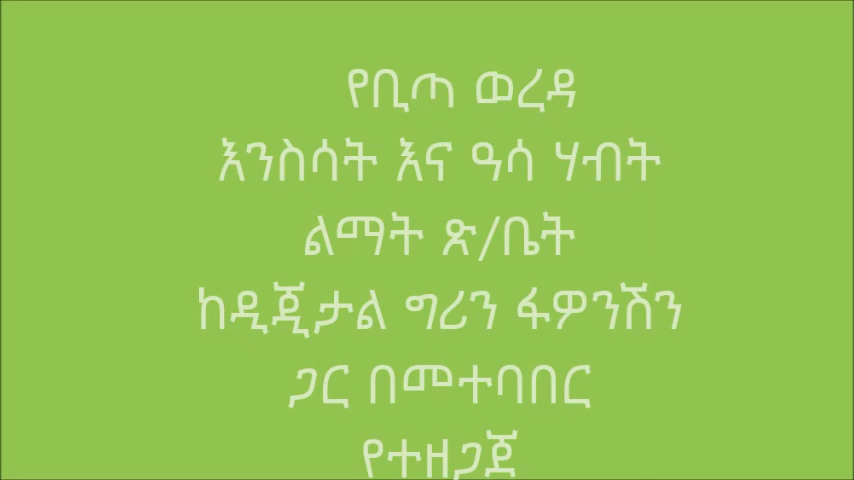 የቢጣ ወረዳ
እንስሳት እና ዓሳ ሃብት
ልማት ጽ/ቤት
ከዲጂታል ግሪን ፋዎንሽን
ጋር በመተባበር
የተዘጋጀ